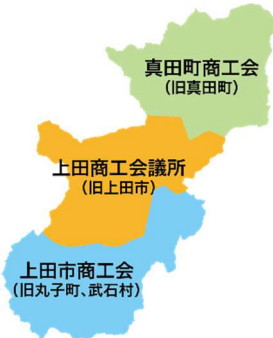 真田町商工会
（旧真田町）
上田商工会議所
（旧上田市）
上田市商工会
（旧丸子町、武石村）